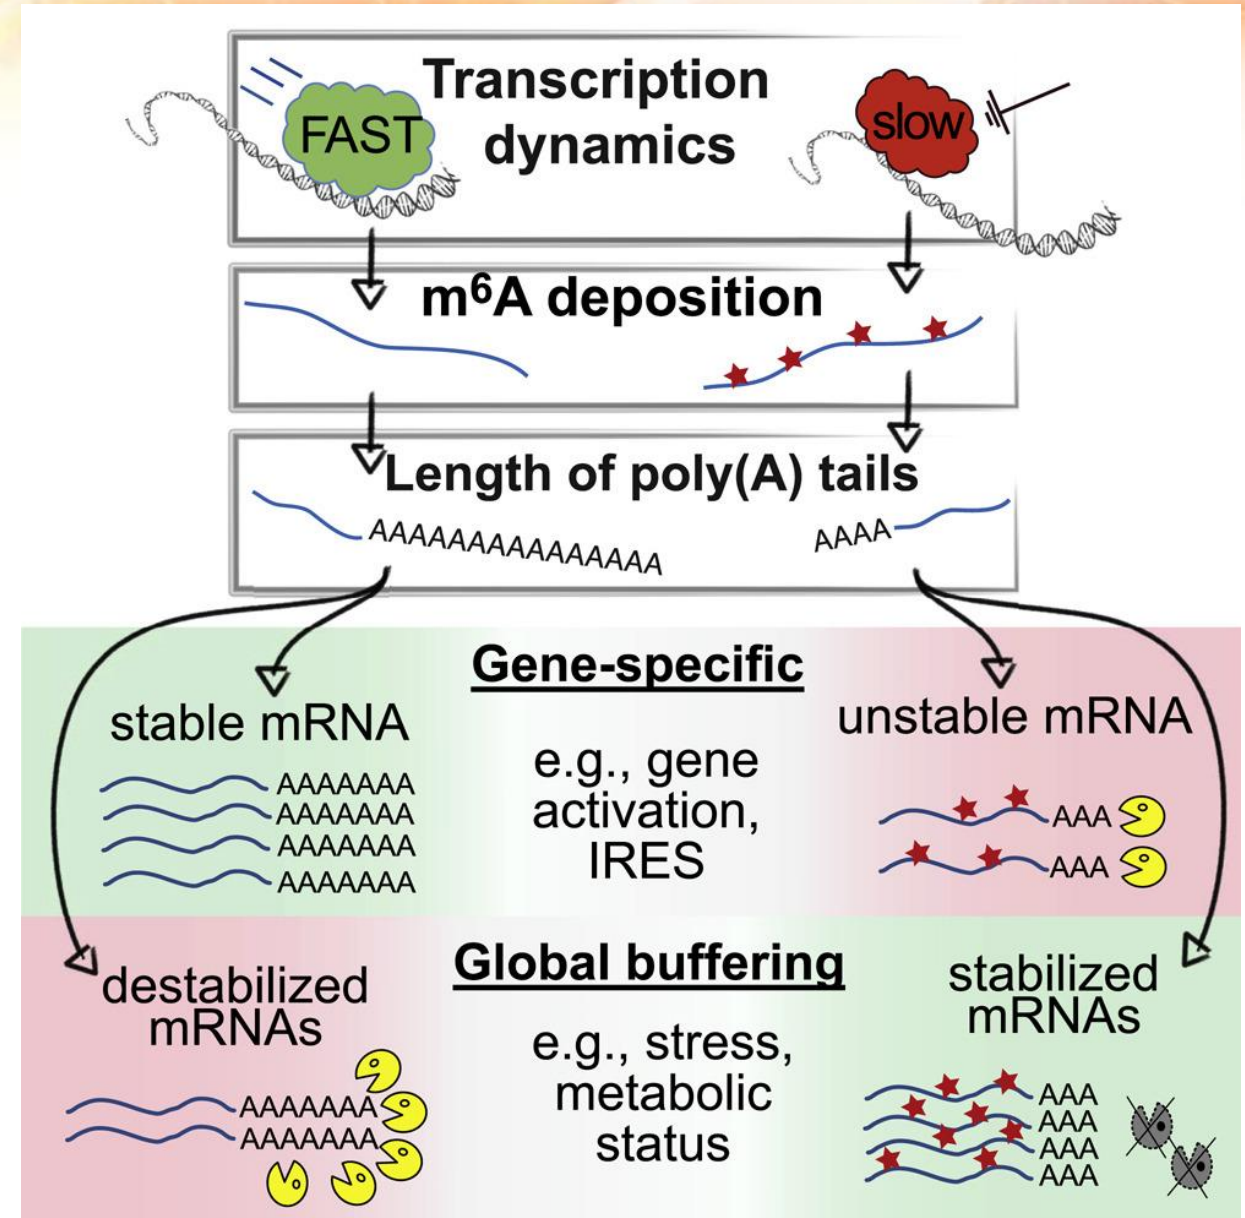 Transcription
dynamics
FAST
slow
m⁶A deposition
Length of poly(A) tails
AAAAAAAAAAAAAAA
AAAA
Gene-specific
stable mRNA
AAAAAAA
AAAAAAA
AAAAAAA
AAAAAAA
e.g., gene
activation,
IRES
unstable mRNA
AAA
AAA
Global buffering
destabilized
mRNAs
AAAAAAA
AAAAAAA
e.g., stress,
metabolic
status
stabilized
mRNAs
AAA
AAA
AAA
AAA